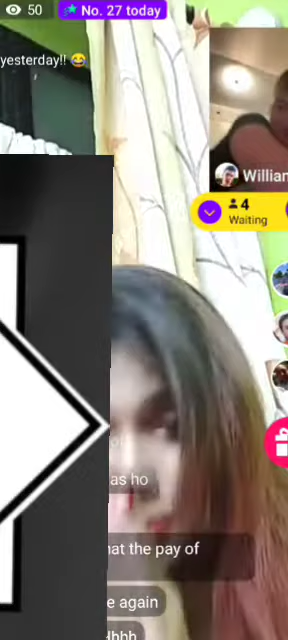 50
No. 27 today
yesterday!! 😂
William
4
Waiting
as ho
hat the pay of
e again
hhh